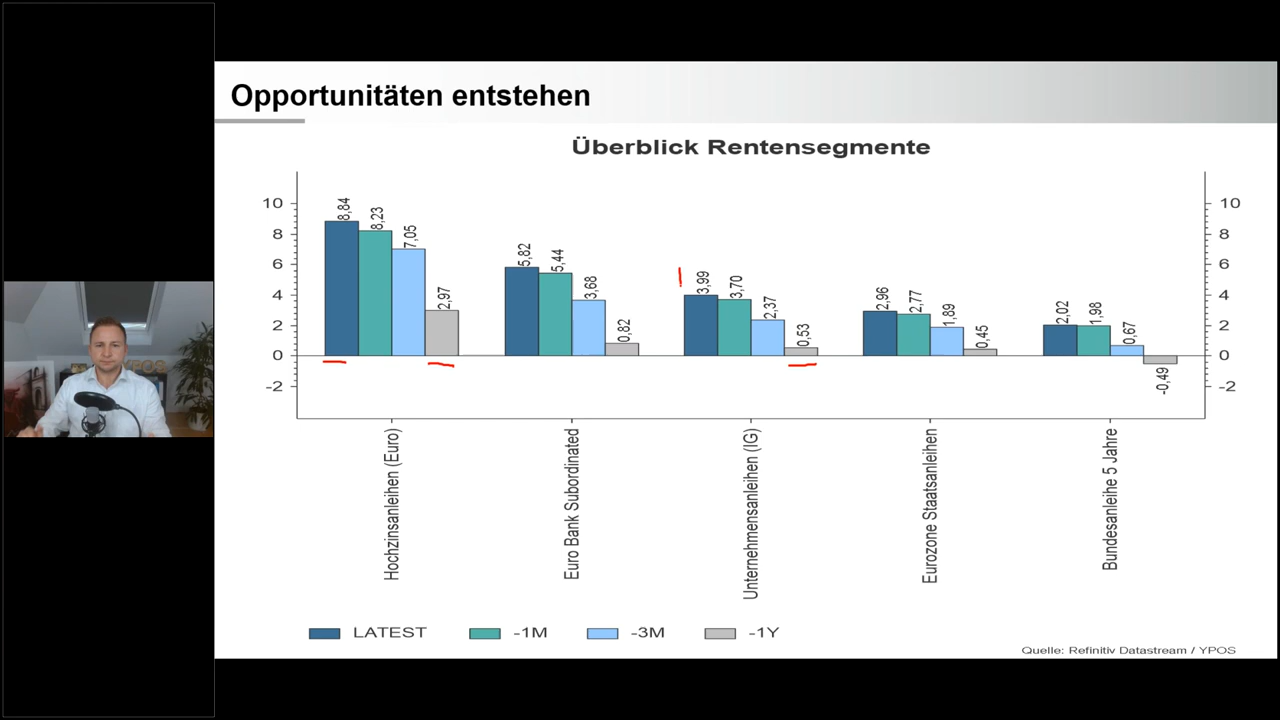 Opportunitäten entstehen
Überblick Rentensegmente
10
8
6
4
2
0
-2
10
8
6
4
2
0
-2
8,84
8,23
7,05
2,97
5,82
5,44
3,68
0,82
3,99
3,70
2,37
0,53
2,96
2,77
1,89
0,45
2,02
1,98
0,67
-0,49
Hochzinsanleihen (Euro)
Euro Bank Subordinated
Unternehmensanleihen (IG)
Eurozone Staatsanleihen
Bundesanleihe 5 Jahre
LATEST
-1M
-3M
-1Y
Quelle: Refinitiv Datastream / YPOS
YPOS